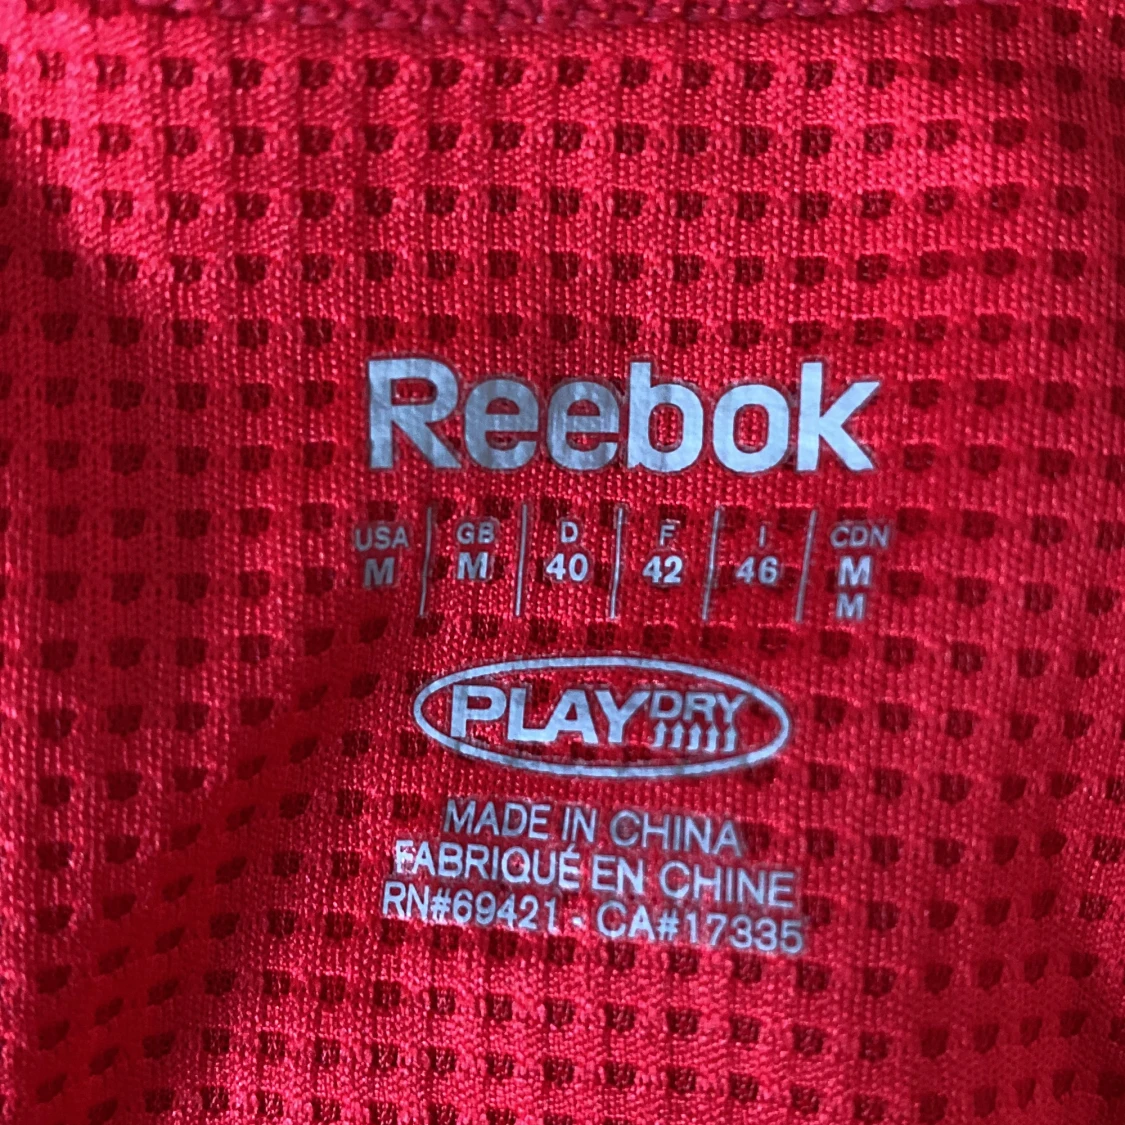 Reebok
USA GB D F I CDN
M M 40 42 46 M
M
PLAYDRY
MADE IN CHINA
FABRIQUÉ EN CHINE
RN#69421 - CA#17335